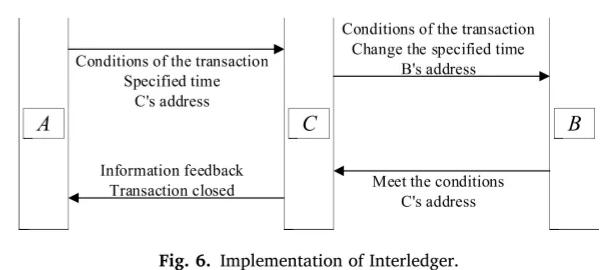 Conditions of the transaction
Specified time
C's address
Conditions of the transaction
Change the specified time
B's address
A
C
B
Information feedback
Transaction closed
Meet the conditions
C's address
Fig. 6. Implementation of Interledger.